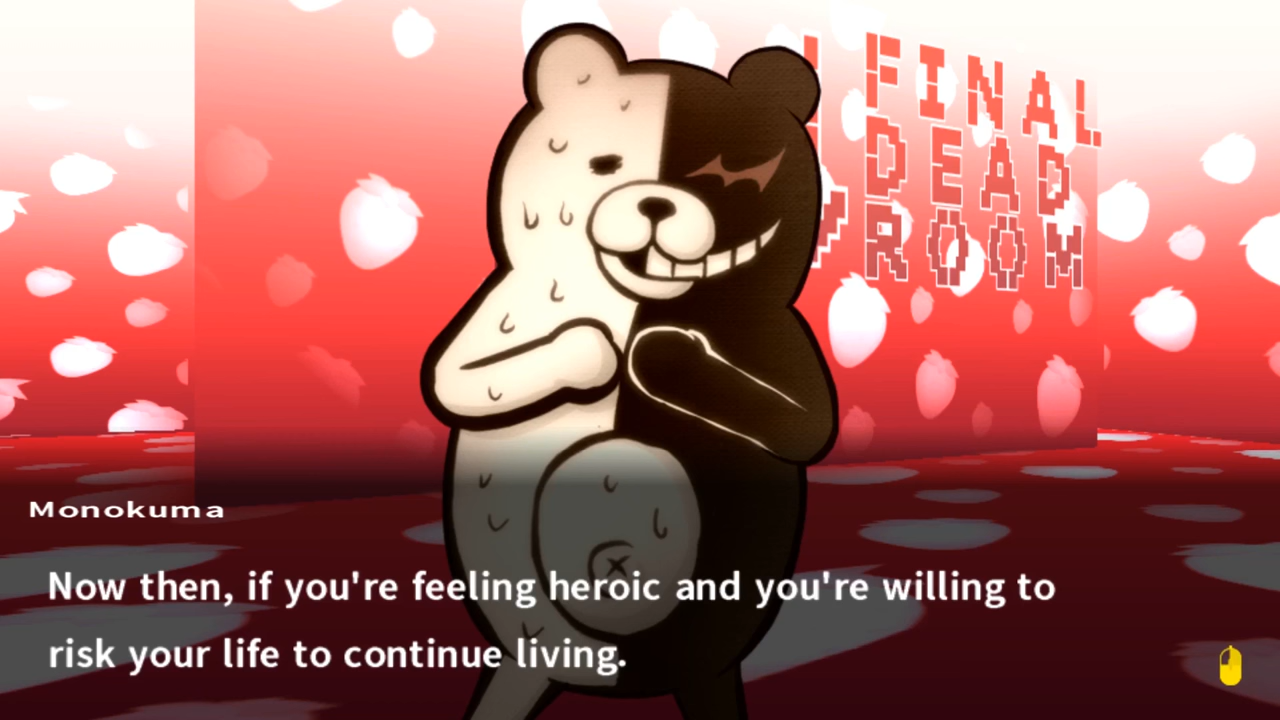 FINAL
DEAD
ROOM
Monokuma
Now then, if you're feeling heroic and you're willing to
risk your life to continue living.